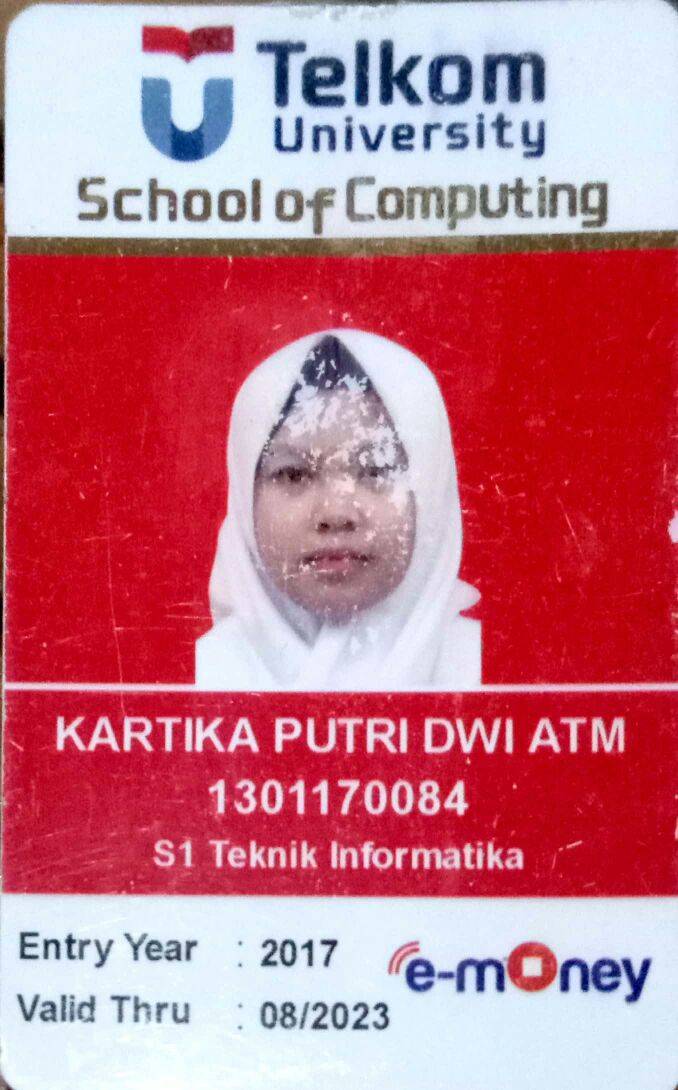 Telkom
University
School of Computing
KARTIKA PUTRI DWI ATM
1301170084
S1 Teknik Informatika
Entry Year : 2017
e-money
Valid Thru : 08/2023